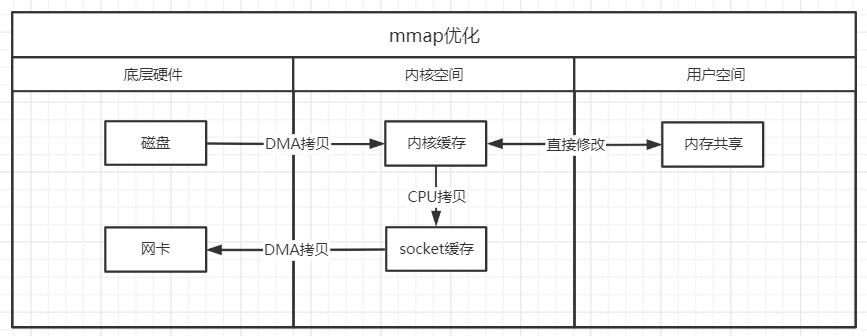 mmap优化
底层硬件
内核空间
用户空间
磁盘
DMA拷贝
内核缓存
直接修改
内存共享
CPU拷贝
网卡
DMA拷贝
socket缓存